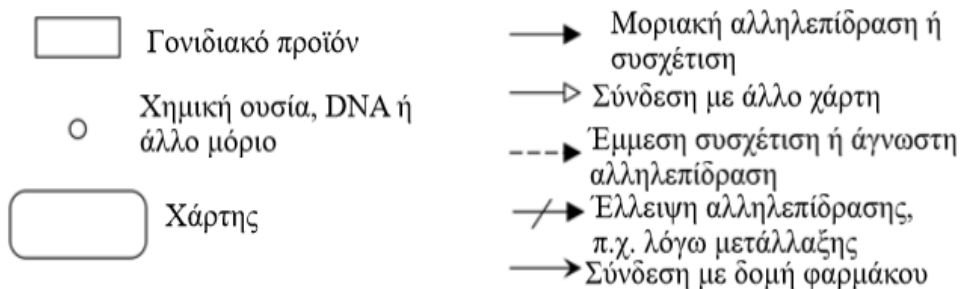 Γονιδιακό προϊόν
Χημική ουσία, DNA ή
άλλο μόριο
Χάρτης
Μοριακή αλληλεπίδραση ή
συσχέτιση
Σύνδεση με άλλο χάρτη
Έμμεση συσχέτιση ή άγνωστη
αλληλεπίδραση
Έλλειψη αλληλεπίδρασης,
π.χ. λόγω μετάλλαξης
Σύνδεση με δομή φαρμάκου